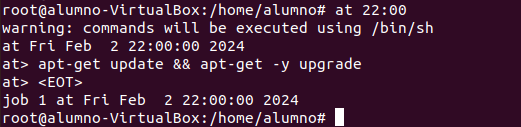 root@alumno-VirtualBox:/home/alumno# at 22:00
warning: commands will be executed using /bin/sh
at Fri Feb  2 22:00:00 2024
at> apt-get update && apt-get -y upgrade
at> <EOT>
job 1 at Fri Feb  2 22:00:00 2024
root@alumno-VirtualBox:/home/alumno#